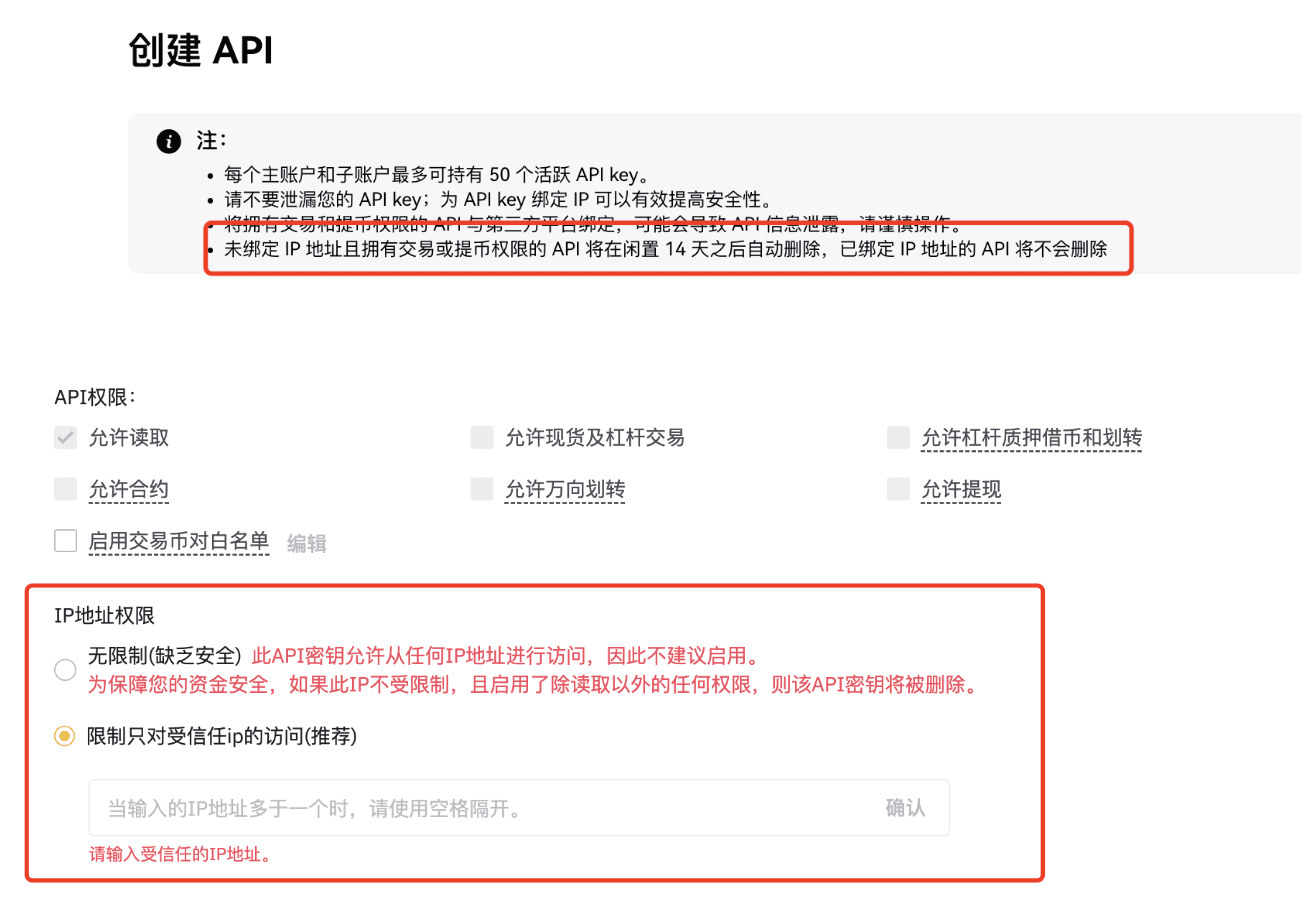 创建 API
注：
每个主账户和子账户最多可持有 50 个活跃 API key。
请不要泄漏您的 API key；为 API key 绑定 IP 可以有效提高安全性。
将拥有交易和提币权限的 API 与第三方平台绑定，可能会导致 API 信息泄露，请谨慎操作。
未绑定 IP 地址且拥有交易或提币权限的 API 将在闲置 14 天之后自动删除，已绑定 IP 地址的 API 将不会删除
API权限：
允许读取 允许现货及杠杆交易 允许杠杆质押借币和划转
允许合约 允许万向划转 允许提现
启用交易币对白名单 编辑
IP地址权限
无限制(缺乏安全) 此API密钥允许从任何IP地址进行访问，因此不建议启用。
为保障您的资金安全，如果此IP不受限制，且启用了除读取以外的任何权限，则该API密钥将被删除。
限制只对受信任ip的访问(推荐)
当输入的IP地址多于一个时，请使用空格隔开。 确认
请输入受信任的IP地址。